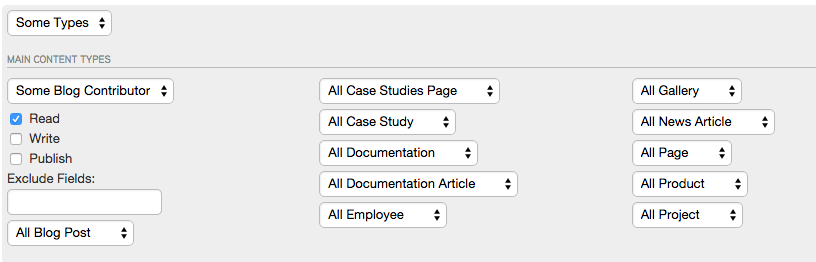 Some Types
MAIN CONTENT TYPES
Some Blog Contributor
Read
Write
Publish
Exclude Fields:
All Blog Post
All Case Studies Page
All Case Study
All Documentation
All Documentation Article
All Employee
All Gallery
All News Article
All Page
All Product
All Project